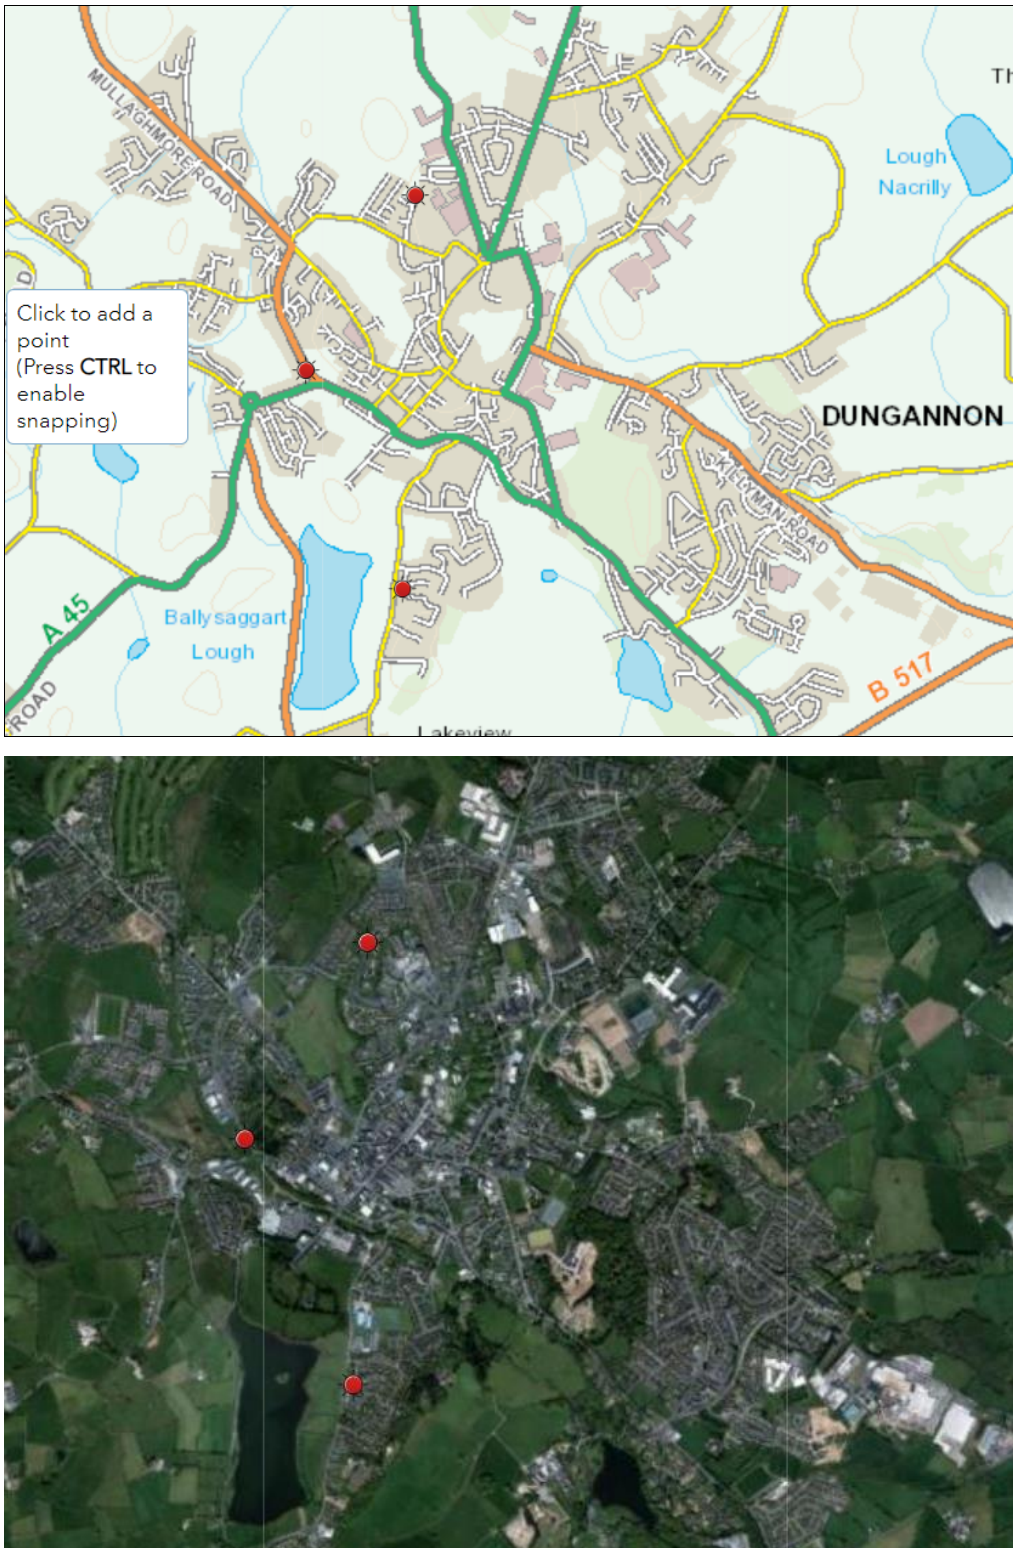 MULLAGHMORE ROAD
Th
Lough
Nacrilly
D
Click to add a
point
(Press CTRL to
enable
snapping)
DUNGANNON
KILLYMAN ROAD
Ballysaggart
Lough
A 45
ROAD
B 517
Lakeview